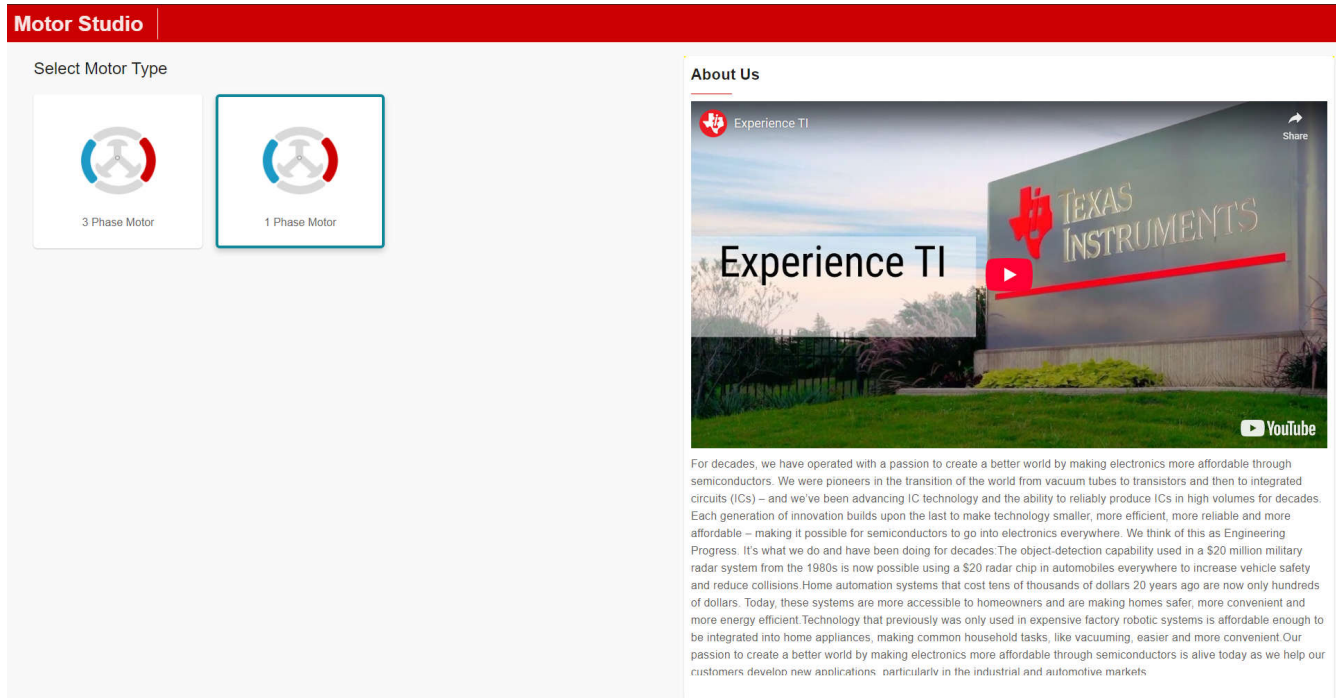 Motor Studio
Select Motor Type
3 Phase Motor
1 Phase Motor
About Us
Experience TI
Share
TEXAS
INSTRUMENTS
Experience TI
YouTube
For decades, we have operated with a passion to create a better world by making electronics more affordable through
semiconductors. We were pioneers in the transition of the world from vacuum tubes to transistors and then to integrated
circuits (ICs) – and we've been advancing IC technology and the ability to reliably produce ICs in high volumes for decades.
Each generation of innovation builds upon the last to make technology smaller, more efficient, more reliable and more
affordable – making it possible for semiconductors to go into electronics everywhere. We think of this as Engineering
Progress. It's what we do and have been doing for decades.The object-detection capability used in a $20 million military
radar system from the 1980s is now possible using a $20 radar chip in automobiles everywhere to increase vehicle safety
and reduce collisions.Home automation systems that cost tens of thousands of dollars 20 years ago are now only hundreds
of dollars. Today, these systems are more accessible to homeowners and are making homes safer, more convenient and
more energy efficient.Technology that previously was only used in expensive factory robotic systems is affordable enough to
be integrated into home appliances, making common household tasks, like vacuuming, easier and more convenient.Our
passion to create a better world by making electronics more affordable through semiconductors is alive today as we help our
customers develop new applications, particularly in the industrial and automotive markets